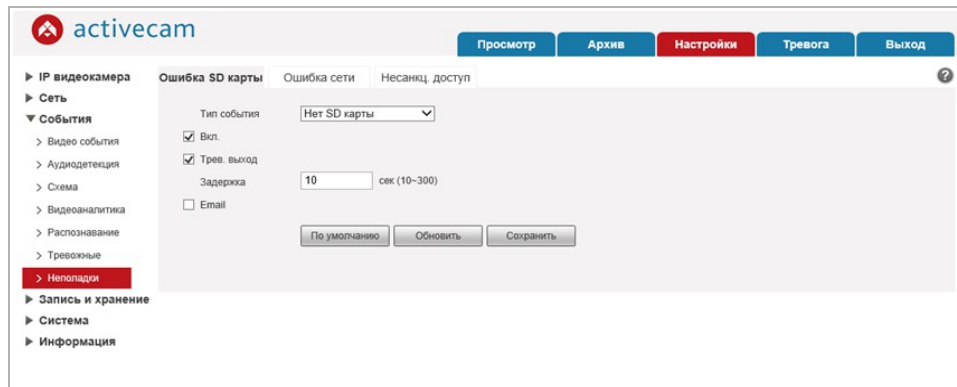 activecam
Просмотр
Архив
Настройки
Тревога
Выход
IP видеокамера
Сеть
События
> Видео события
> Аудиодетекция
> Схема
> Видеоаналитика
> Распознавание
> Тревожные
> Неполадки
Запись и хранение
Система
Информация
Ошибка SD карты
Ошибка сети
Несанкц. доступ
?
Тип события Нет SD карты
Вкл.
Трев. выход
Задержка 10 сек (10~300)
Email
По умолчанию Обновить Сохранить